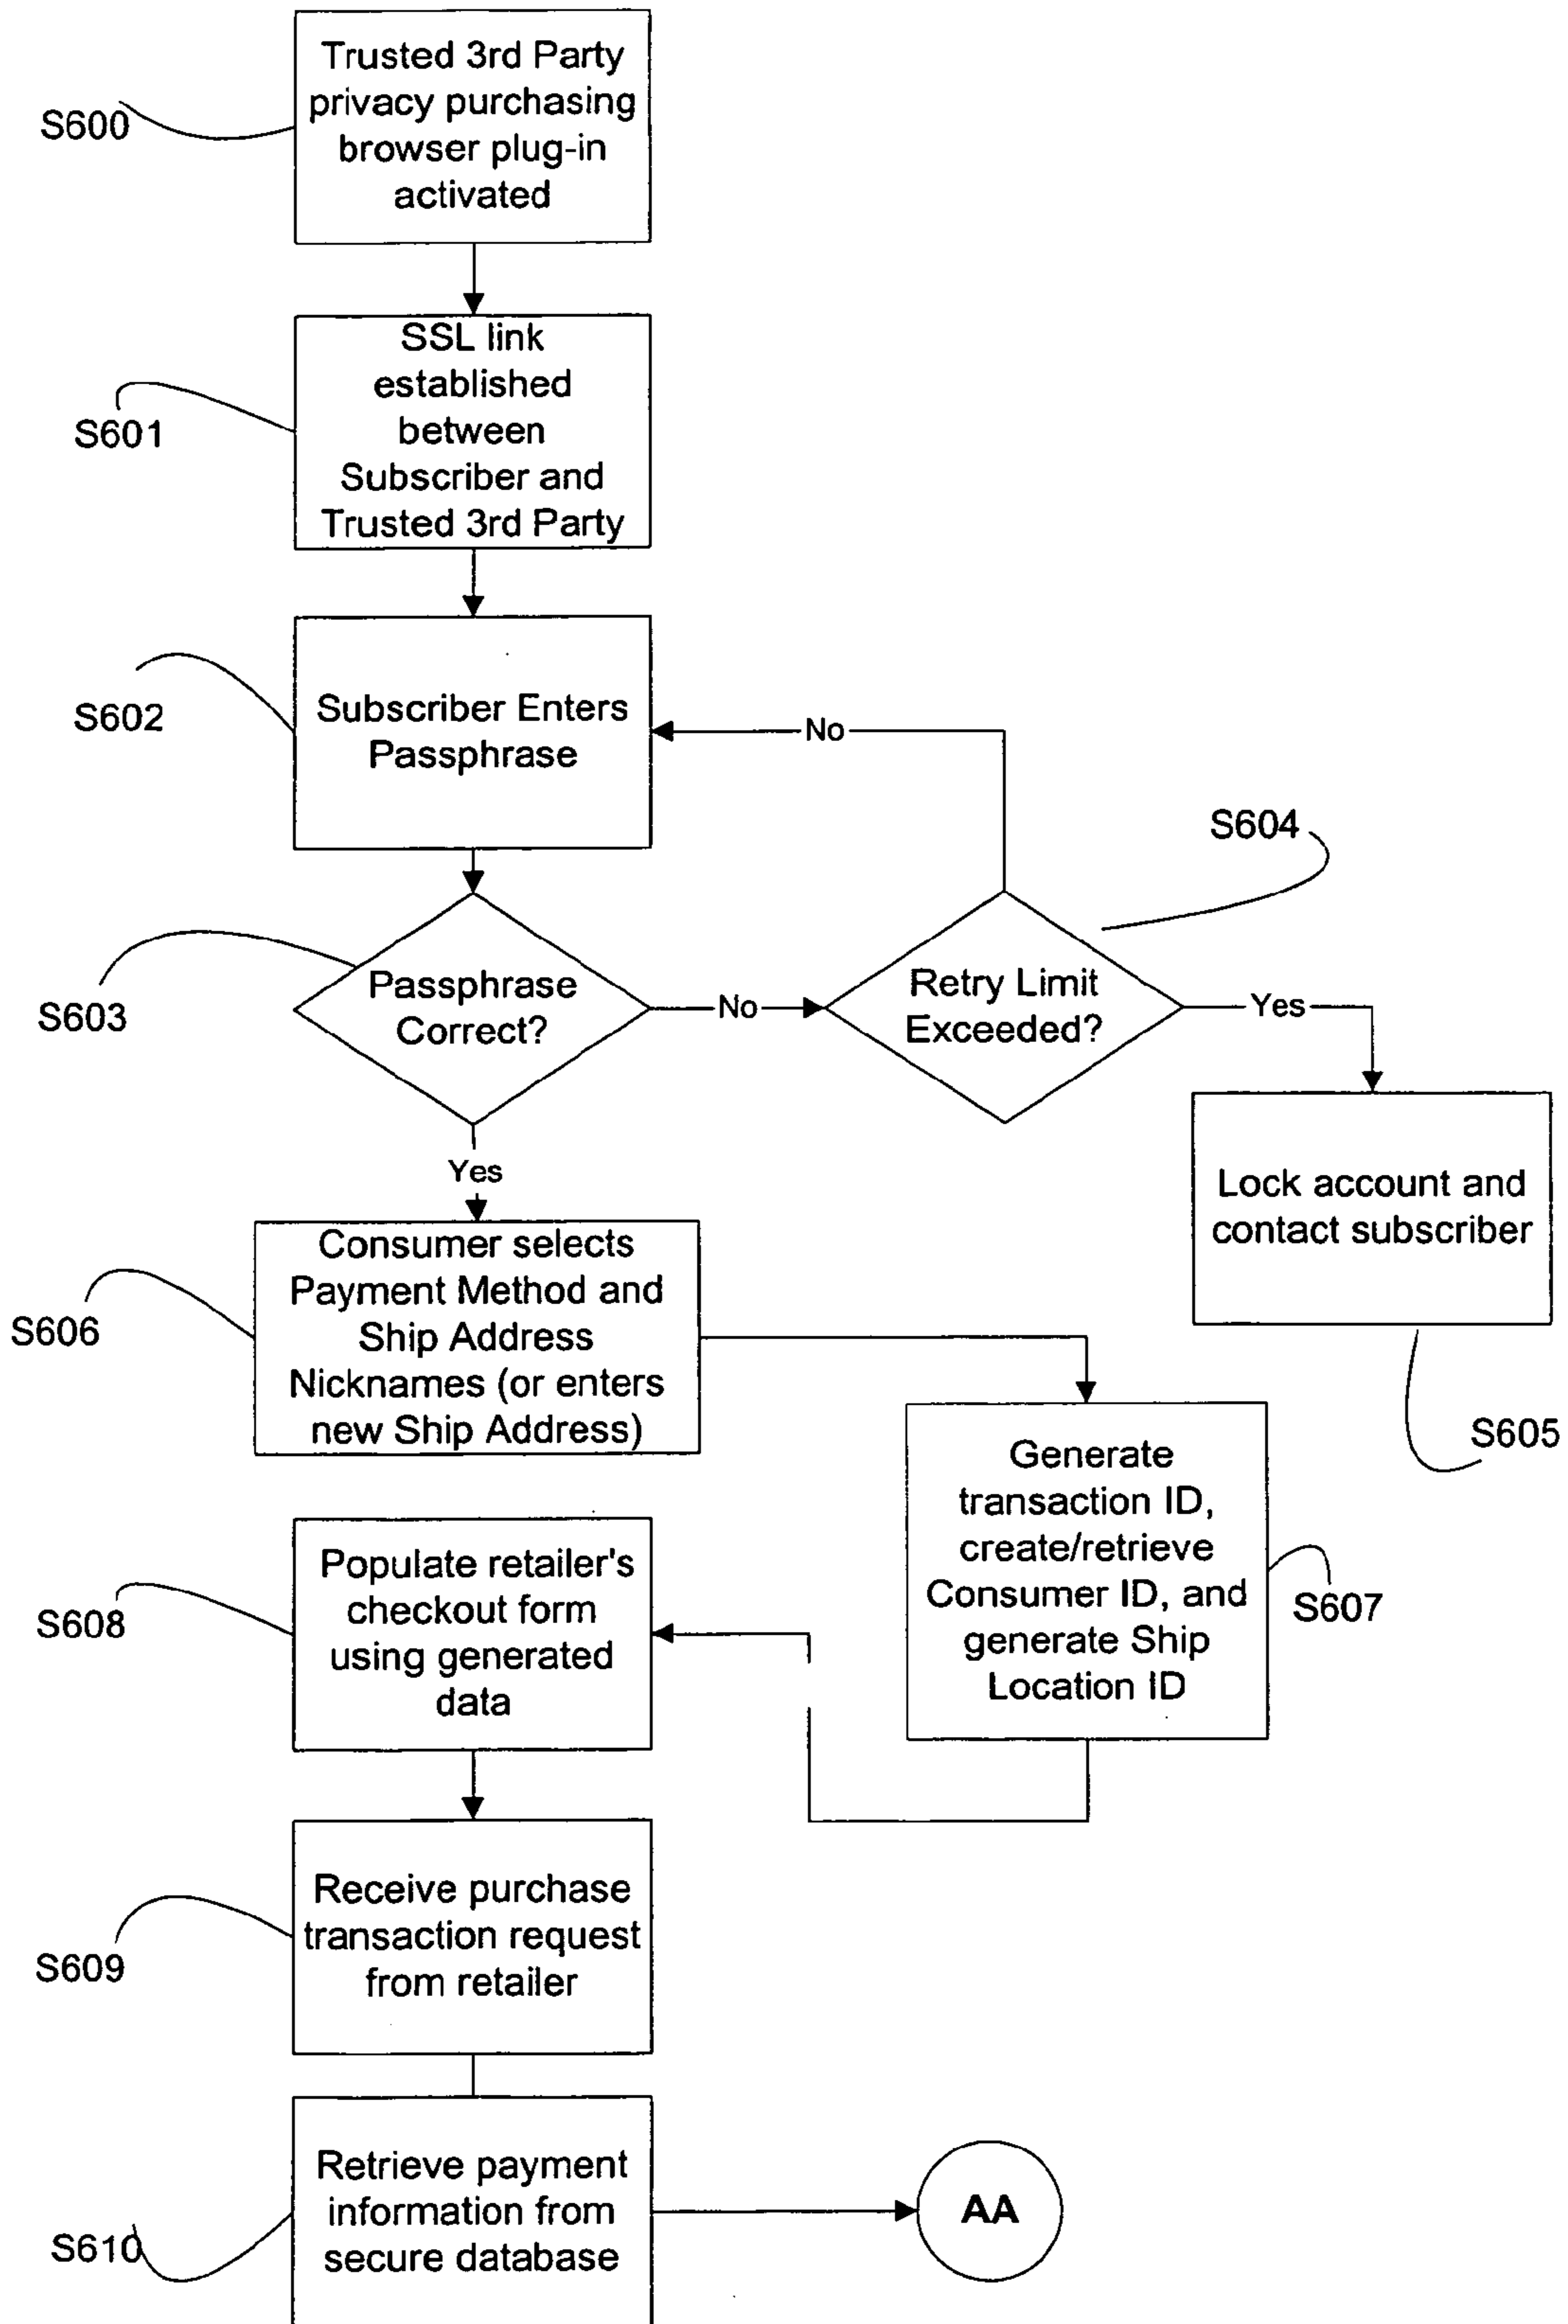 Trusted 3rd Party
privacy purchasing
browser plug-in
activated
S600
SSL link
established
between
Subscriber and
Trusted 3rd Party
S601
Subscriber Enters
Passphrase
S602
No
S604
Passphrase
Correct?
S603
No
Retry Limit
Exceeded?
Yes
Lock account and
contact subscriber
S605
Yes
Consumer selects
Payment Method and
Ship Address
Nicknames (or enters
new Ship Address)
S606
Generate
transaction ID,
create/retrieve
Consumer ID, and
generate Ship
Location ID
S607
Populate retailer's
checkout form
using generated
data
S608
Receive purchase
transaction request
from retailer
S609
Retrieve payment
information from
secure database
S610
AA